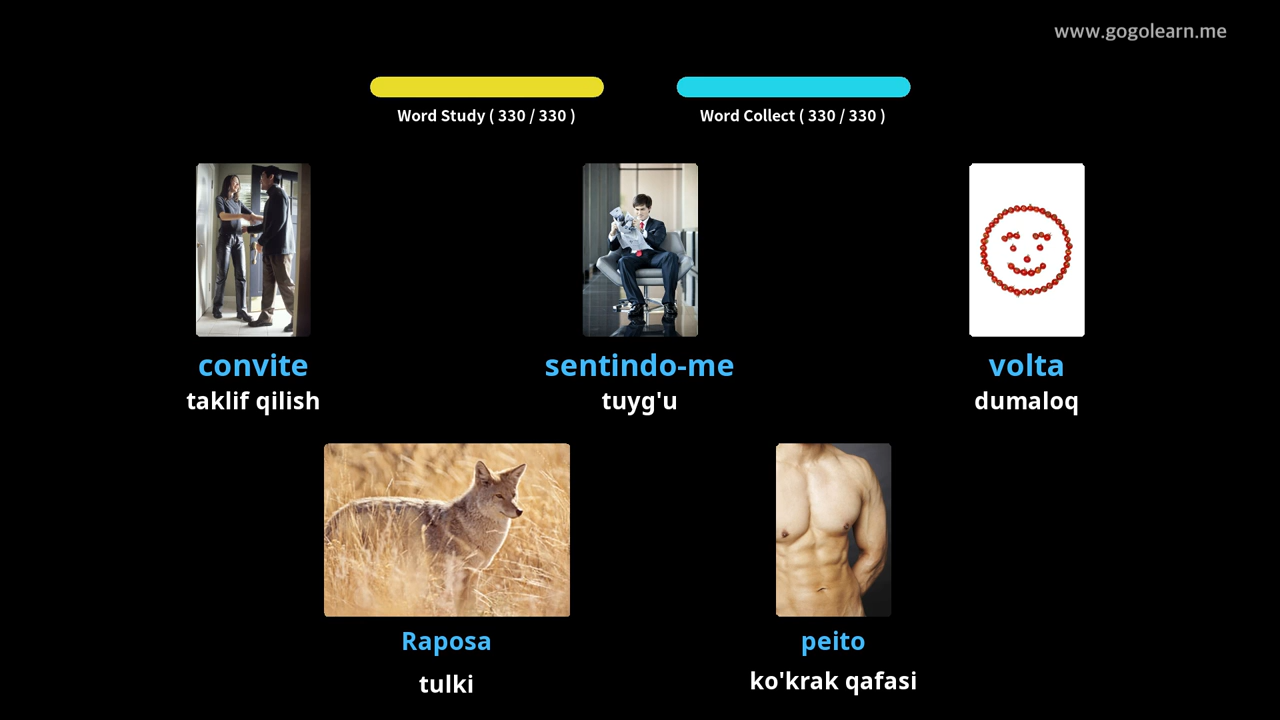 www.gogolearn.me
Word Study ( 330 / 330 )
Word Collect ( 330 / 330 )
convite
taklif qilish
sentindo-me
tuyg'u
volta
dumaloq
Raposa
tulki
peito
ko'krak qafasi